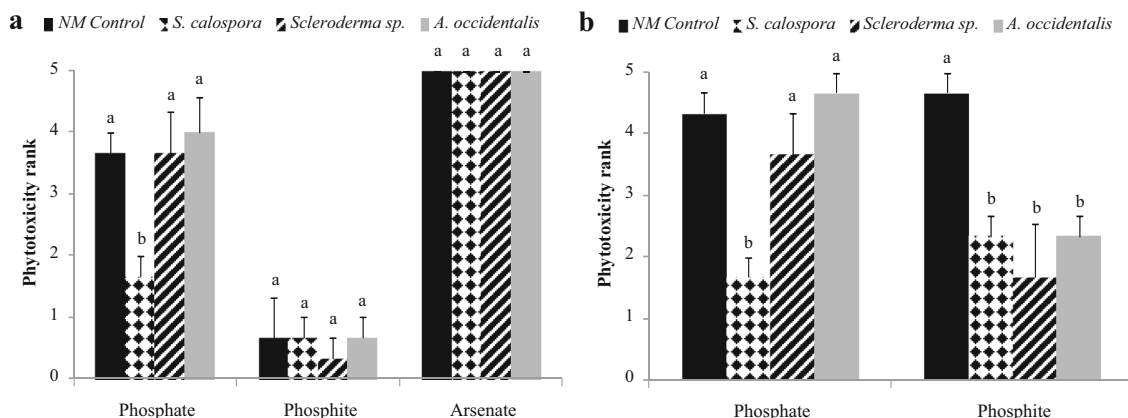 a NM Control S. calospora Scleroderma sp. A. occidentalis
Phytotoxicity rank
5
4
3
2
1
0
a
b
a
a
a
a
a
a
a a a a
Phosphate Phosphite Arsenate
b NM Control S. calospora Scleroderma sp. A. occidentalis
Phytotoxicity rank
5
4
3
2
1
0
a
b
a
a
a
b
b
b
Phosphate Phosphite